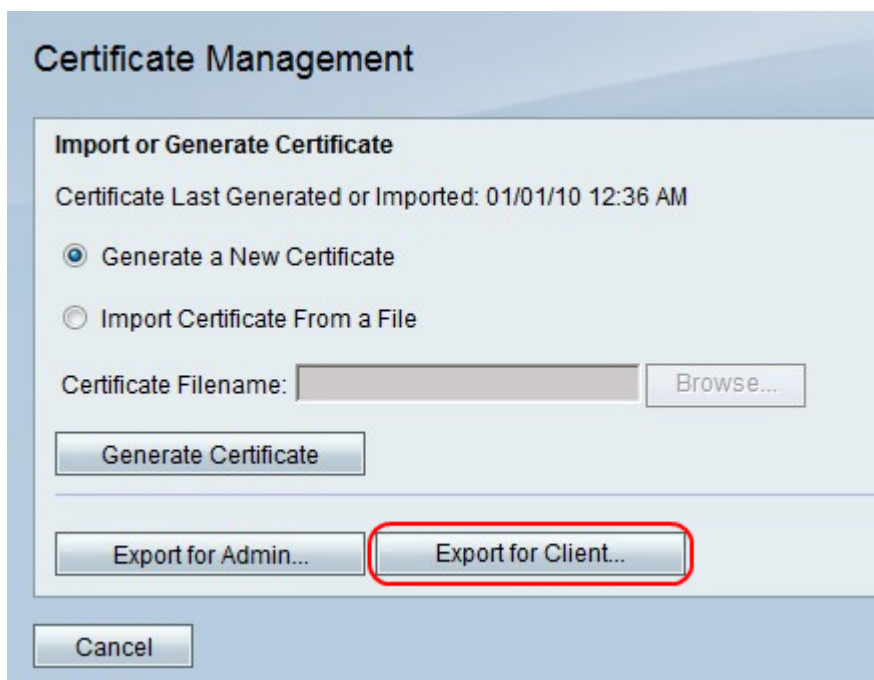 Certificate Management
Import or Generate Certificate
Certificate Last Generated or Imported: 01/01/10 12:36 AM
Generate a New Certificate
Import Certificate From a File
Certificate Filename: Browse...
Generate Certificate
Export for Admin... Export for Client...
Cancel